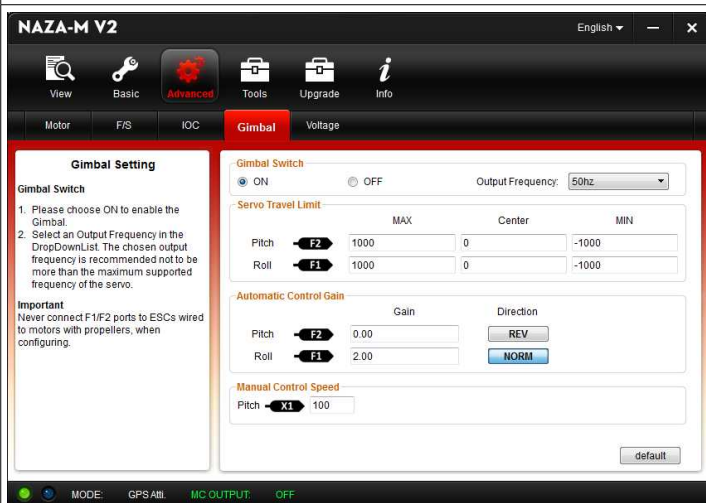 NAZA-M V2
English
View Basic Advanced Tools Upgrade Info
Motor F/S IOC Gimbal Voltage
Gimbal Setting
Gimbal Switch
1. Please choose ON to enable the
Gimbal.
2. Select an Output Frequency in the
DropDownList. The chosen output
frequency is recommended not to be
more than the maximum supported
frequency of the servo.
Important
Never connect F1/F2 ports to ESCs wired
to motors with propellers, when
configuring.
Gimbal Switch
ON OFF Output Frequency: 50hz
Servo Travel Limit
MAX Center MIN
Pitch F2 1000 0 -1000
Roll F1 1000 0 -1000
Automatic Control Gain
Gain Direction
Pitch F2 0.00 REV
Roll F1 2.00 NORM
Manual Control Speed
Pitch X1 100
default
MODE: GPS Atti. MC OUTPUT: OFF